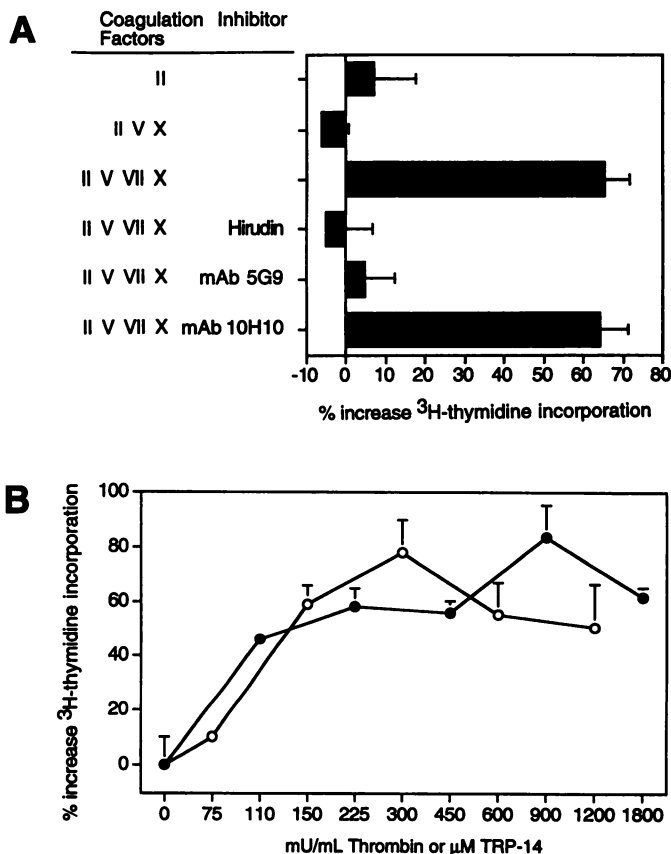 A
Coagulation Inhibitor
Factors
II
II V X
II V VII X
II V VII X Hirudin
II V VII X mAb 5G9
II V VII X mAb 10H10
-10 0 10 20 30 40 50 60 70 80
% increase ³H-thymidine incorporation
B
% increase ³H-thymidine incorporation
100
80
60
40
20
0
0 75 110 150 225 300 450 600 900 1200 1800
mU/mL Thrombin or µM TRP-14